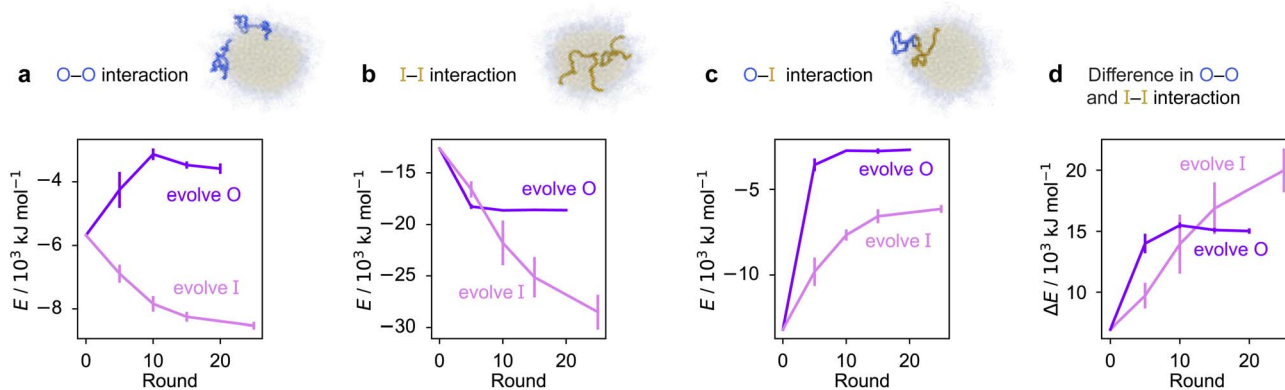 a O–O interaction
E / 10³ kJ mol⁻¹
−4
−6
−8
evolve O
evolve I
0 10 20
Round
b I–I interaction
E / 10³ kJ mol⁻¹
−15
−20
−25
−30
evolve O
evolve I
0 10 20
Round
c O–I interaction
E / 10³ kJ mol⁻¹
−5
−10
evolve O
evolve I
0 10 20
Round
d Difference in O–O
and I–I interaction
ΔE / 10³ kJ mol⁻¹
20
15
10
evolve I
evolve O
0 10 20
Round